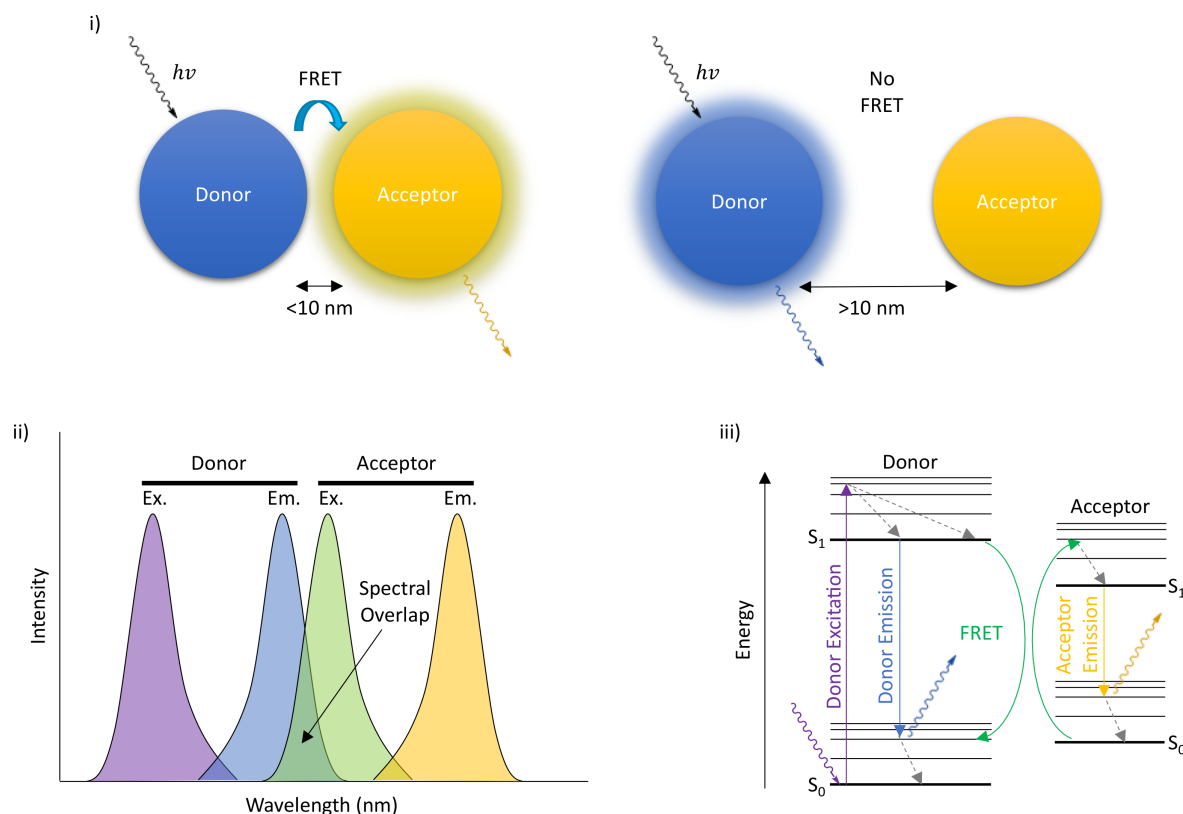 i)
hv
FRET
Donor
Acceptor
<10 nm
hv
No
FRET
Donor
Acceptor
>10 nm
ii)
Donor
Acceptor
Ex.
Em.
Ex.
Em.
Spectral
Overlap
Intensity
Wavelength (nm)
iii)
Energy
Donor
Acceptor
S₁
S₁
Donor Excitation
Donor Emission
FRET
Acceptor
Emission
S₀
S₀